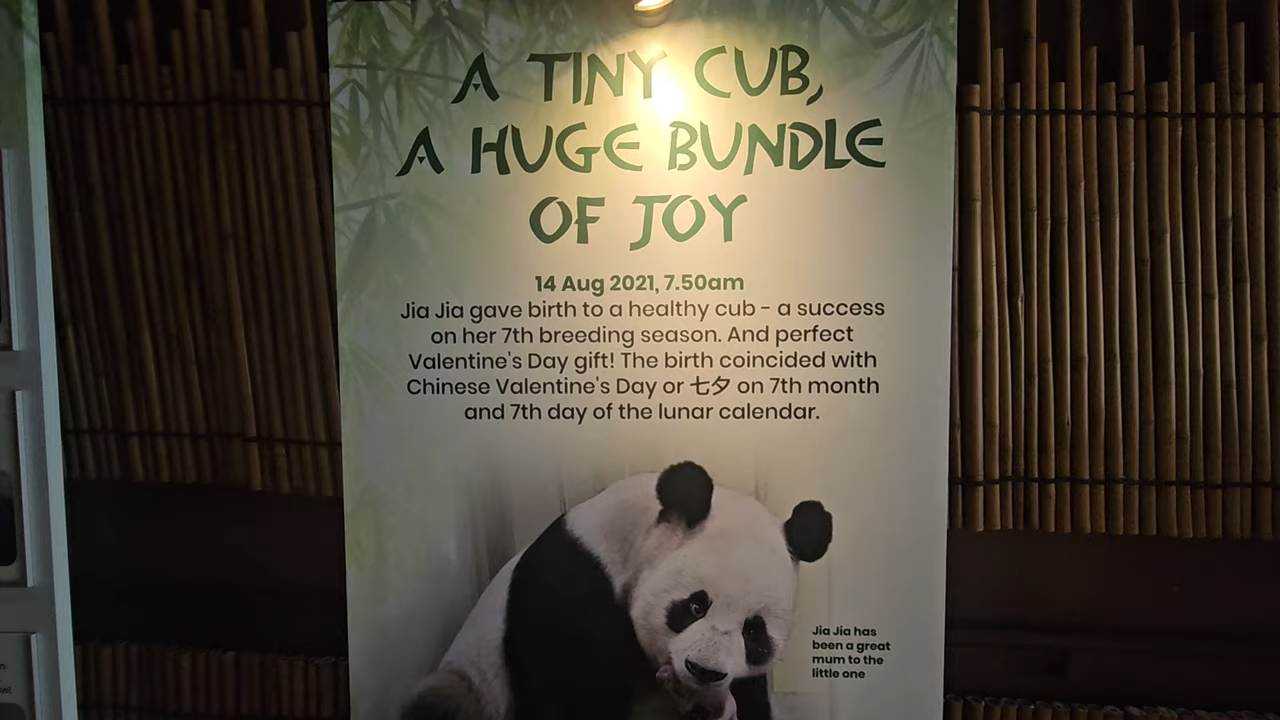 A TINY CUB,
A HUGE BUNDLE
OF JOY
14 Aug 2021, 7.50am
Jia Jia gave birth to a healthy cub - a success
on her 7th breeding season. And perfect
Valentine's Day gift! The birth coincided with
Chinese Valentine's Day or 七夕 on 7th month
and 7th day of the lunar calendar.
Jia Jia has
been a great
mum to the
little one